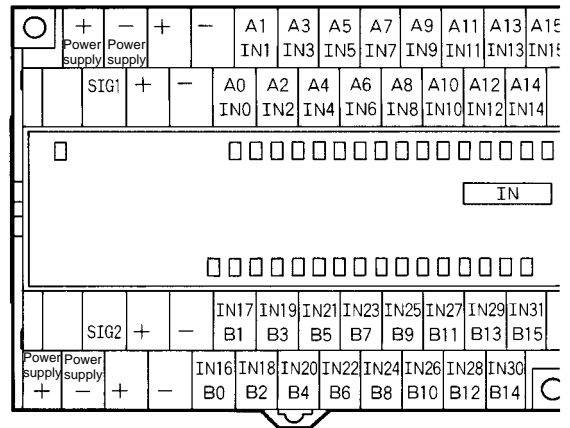 + − + − A1 A3 A5 A7 A9 A11 A13 A15
Power supply Power supply IN1 IN3 IN5 IN7 IN9 IN11 IN13 IN15
SIG1 + − A0 A2 A4 A6 A8 A10 A12 A14
IN0 IN2 IN4 IN6 IN8 IN10 IN12 IN14
IN
IN17 IN19 IN21 IN23 IN25 IN27 IN29 IN31
SIG2 + − B1 B3 B5 B7 B9 B11 B13 B15
Power supply Power supply IN16 IN18 IN20 IN22 IN24 IN26 IN28 IN30
+ − + − B0 B2 B4 B6 B8 B10 B12 B14